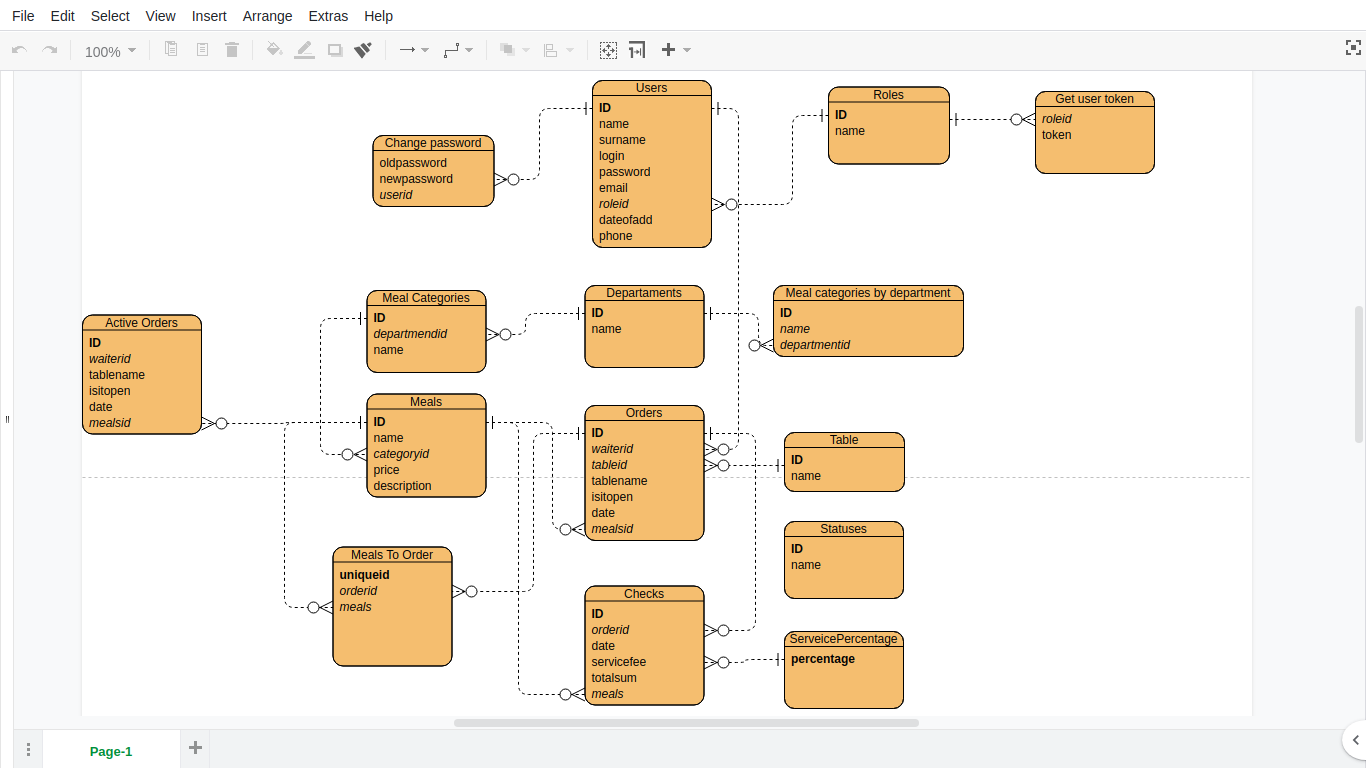 File Edit Select View Insert Arrange Extras Help
100%
Users
ID
name
surname
login
password
email
roleid
dateofadd
phone
Roles
ID
name
Get user token
roleid
token
Change password
oldpassword
newpassword
userid
Meal Categories
ID
departmendid
name
Departaments
ID
name
Meal categories by department
ID
name
departmentid
Active Orders
ID
waiterid
tablename
isitopen
date
mealsid
Meals
ID
name
categoryid
price
description
Orders
ID
waiterid
tableid
tablename
isitopen
date
mealsid
Table
ID
name
Statuses
ID
name
Meals To Order
uniqueid
orderid
meals
Checks
ID
orderid
date
servicefee
totalsum
meals
ServeicePercentage
percentage
Page-1